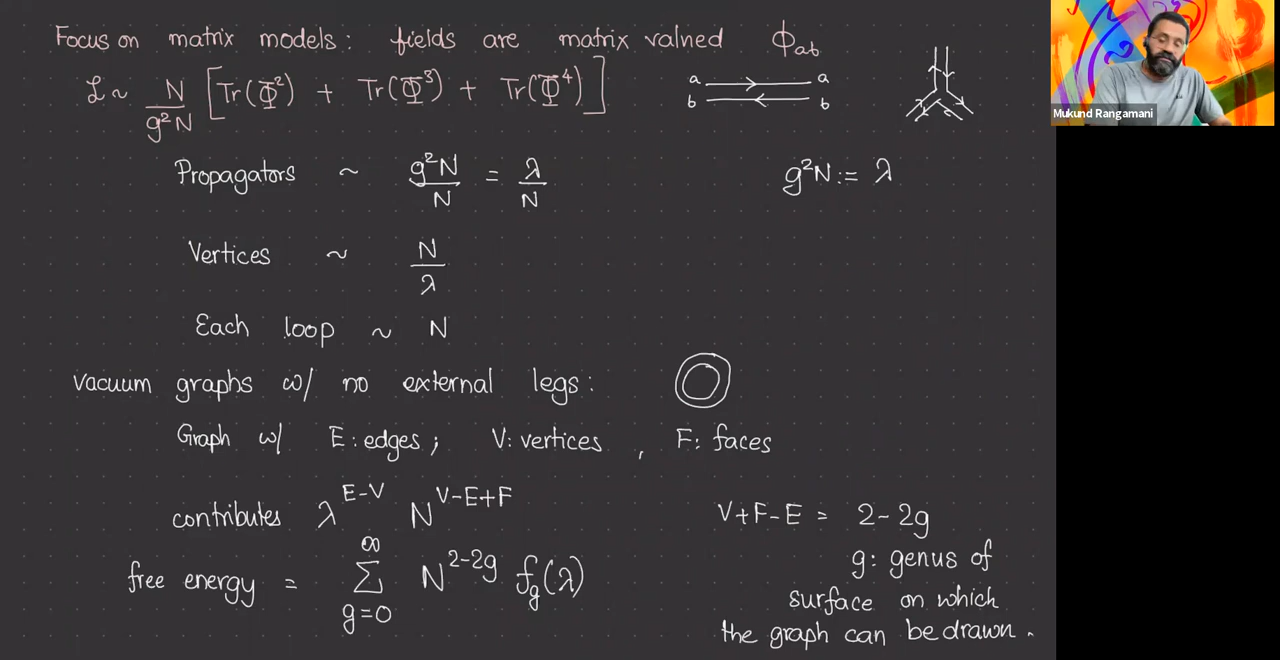 Focus on matrix models: fields are matrix valued ϕ_ab
ℒ ~ N/(g²N) [Tr(Φ²) + Tr(Φ³) + Tr(Φ⁴)]
a a
b b
Mukund Rangamani
Propagators ~ g²N/N = λ/N g²N := λ
Vertices ~ N/λ
Each loop ~ N
vacuum graphs w/ no external legs:
Graph w/ E: edges; V: vertices, F: faces
contributes λ^(E-V) N^(V-E+F) V+F-E = 2-2g
g: genus of
surface on which
the graph can be drawn.
free energy = ∑_{g=0}^{∞} N^(2-2g) f_g(λ)